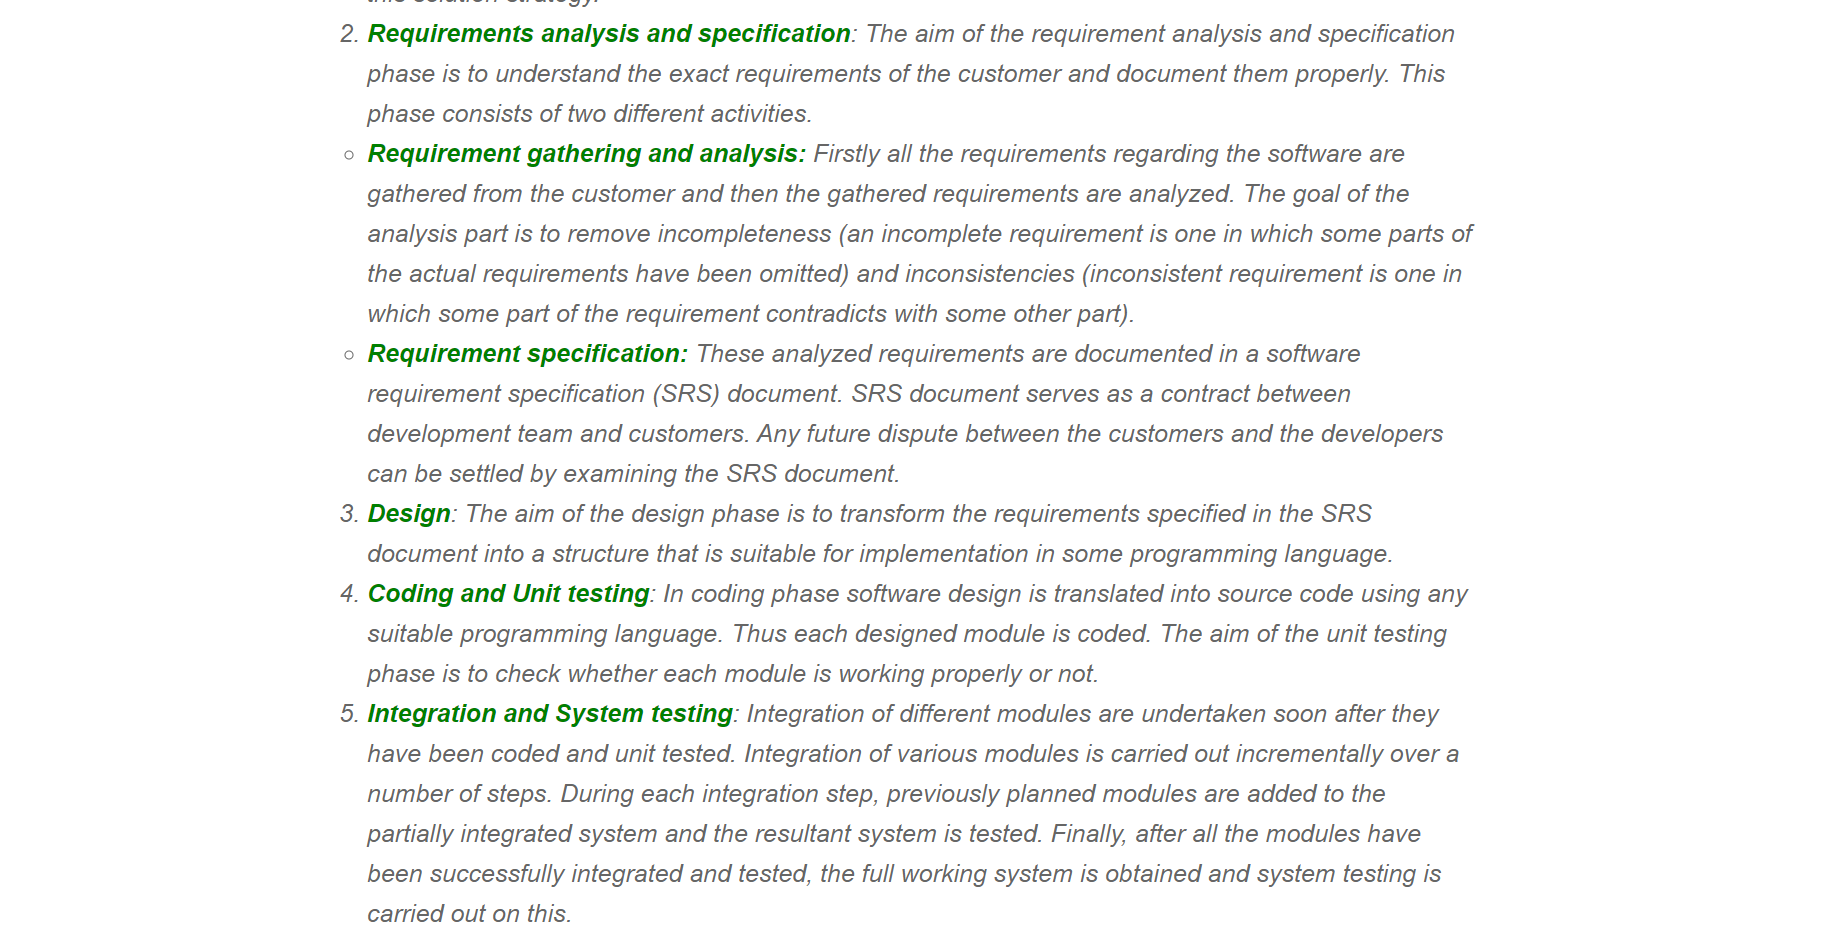 this solution strategy.
2. Requirements analysis and specification: The aim of the requirement analysis and specification
phase is to understand the exact requirements of the customer and document them properly. This
phase consists of two different activities.
○ Requirement gathering and analysis: Firstly all the requirements regarding the software are
gathered from the customer and then the gathered requirements are analyzed. The goal of the
analysis part is to remove incompleteness (an incomplete requirement is one in which some parts of
the actual requirements have been omitted) and inconsistencies (inconsistent requirement is one in
which some part of the requirement contradicts with some other part).
○ Requirement specification: These analyzed requirements are documented in a software
requirement specification (SRS) document. SRS document serves as a contract between
development team and customers. Any future dispute between the customers and the developers
can be settled by examining the SRS document.
3. Design: The aim of the design phase is to transform the requirements specified in the SRS
document into a structure that is suitable for implementation in some programming language.
4. Coding and Unit testing: In coding phase software design is translated into source code using any
suitable programming language. Thus each designed module is coded. The aim of the unit testing
phase is to check whether each module is working properly or not.
5. Integration and System testing: Integration of different modules are undertaken soon after they
have been coded and unit tested. Integration of various modules is carried out incrementally over a
number of steps. During each integration step, previously planned modules are added to the
partially integrated system and the resultant system is tested. Finally, after all the modules have
been successfully integrated and tested, the full working system is obtained and system testing is
carried out on this.